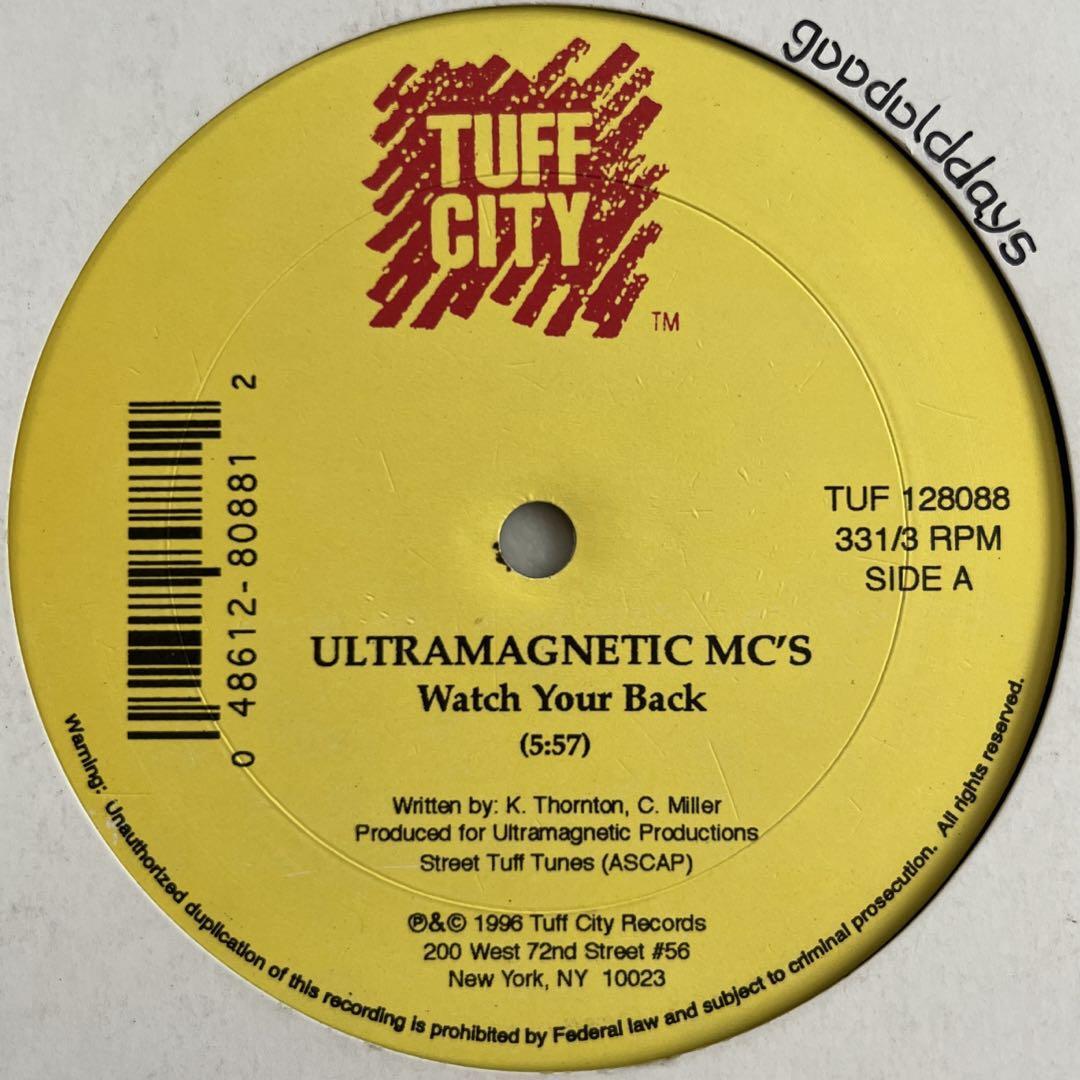 gooddolddays
TUFF
CITY
TM
0 48612-80881 2
TUF 128088
331/3 RPM
SIDE A
ULTRAMAGNETIC MC'S
Watch Your Back
(5:57)
Written by: K. Thornton, C. Miller
Produced for Ultramagnetic Productions
Street Tuff Tunes (ASCAP)
℗&© 1996 Tuff City Records
200 West 72nd Street #56
New York, NY 10023
Warning: Unauthorized duplication of this recording is prohibited by Federal law and subject to criminal prosecution. All rights reserved.